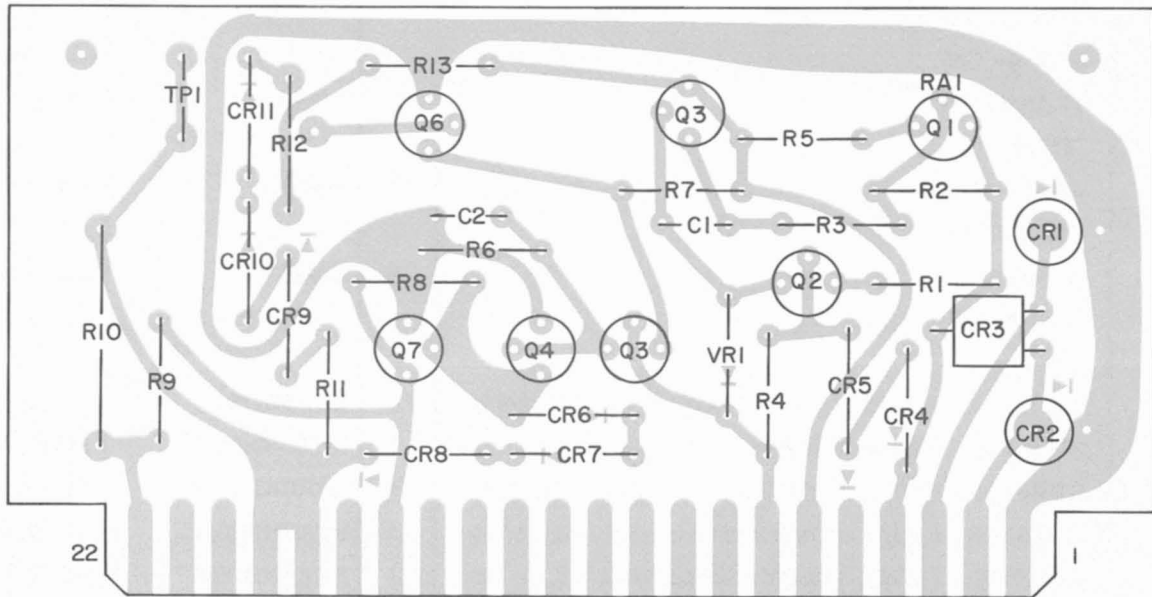 R13
RA1
TP1
CR11
R12
Q6
Q3
Q1
R5
R7
R2
C2
C1
R3
CR1
R6
CR10
R8
Q2
R1
CR9
R10
CR3
Q7
Q4
Q3
VR1
R9
R11
R4
CR5
CR4
CR6
CR2
CR8
CR7
22
1